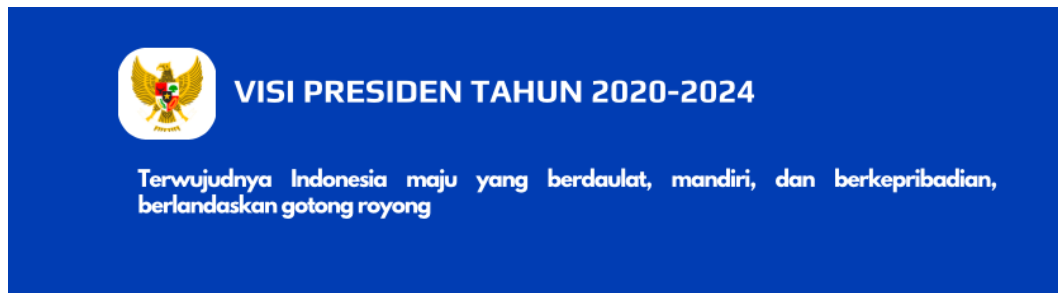 VISI PRESIDEN TAHUN 2020-2024
Terwujudnya Indonesia maju yang berdaulat, mandiri, dan berkepribadian,
berlandaskan gotong royong